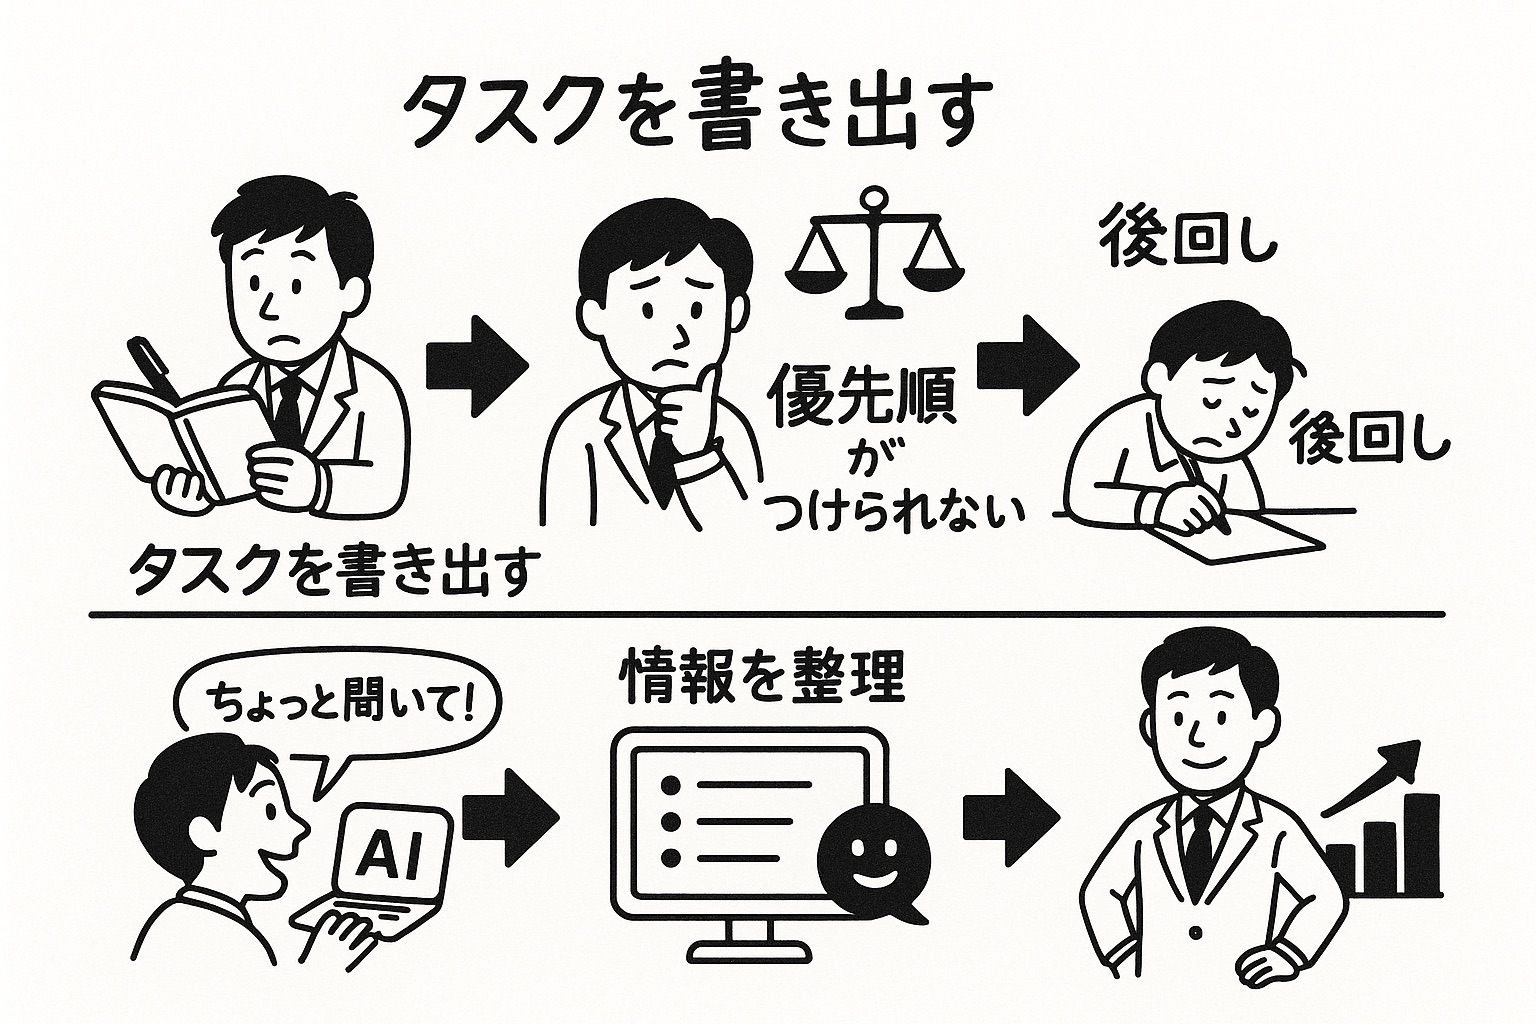 タスクを書き出す
後回し
優先順
が
つけられない
後回し
タスクを書き出す
ちょっと聞いて!
情報を整理
AI